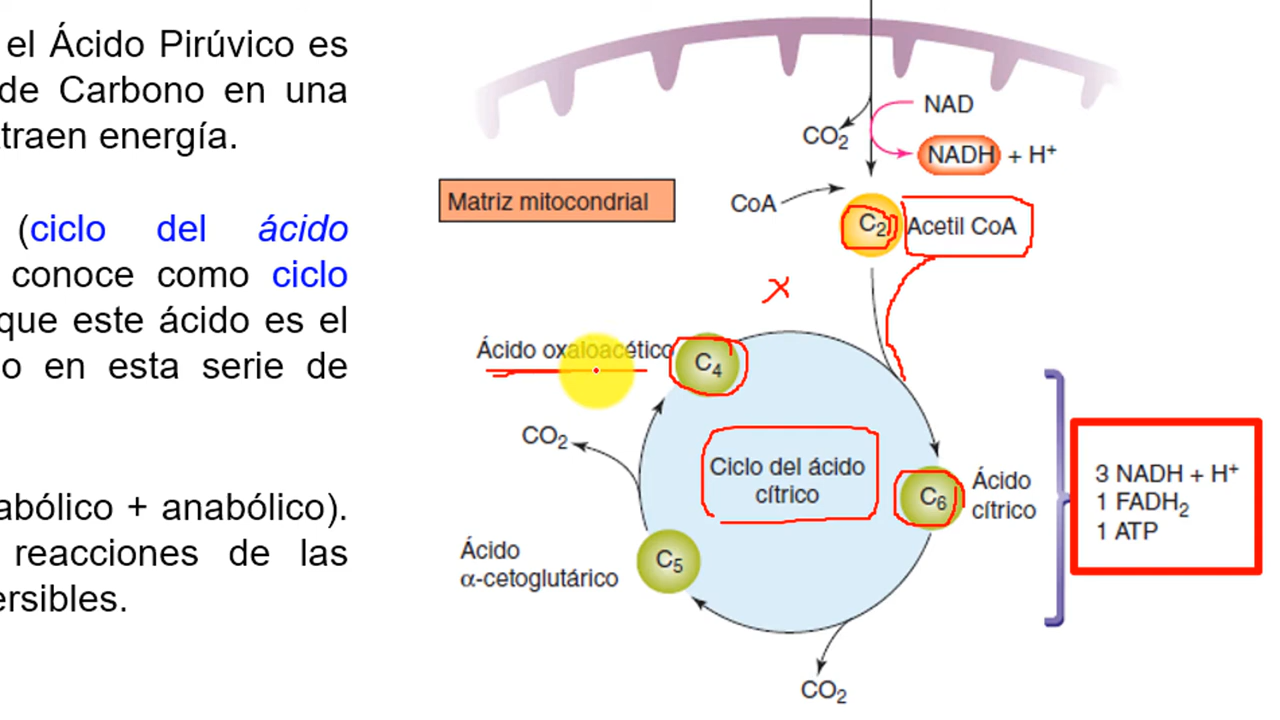 el Ácido Pirúvico es
de Carbono en una
traen energía.
(ciclo del ácido
conoce como ciclo
que este ácido es el
o en esta serie de
abólico + anabólico).
reacciones de las
ersibles.
NAD
CO2
NADH + H+
Matriz mitocondrial
CoA
C2 Acetil CoA
x
Ácido oxaloacético C4
CO2
Ciclo del ácido
cítrico
C6
Ácido
cítrico
3 NADH + H+
1 FADH2
1 ATP
Ácido
α-cetoglutárico
C5
CO2